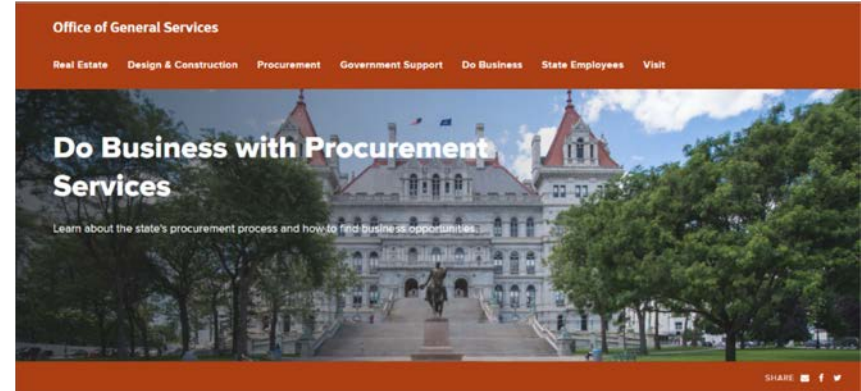 Office of General Services
Real Estate Design & Construction Procurement Government Support Do Business State Employees Visit
Do Business with Procurement
Services
Learn about the state's procurement process and how to find business opportunities.
SHARE